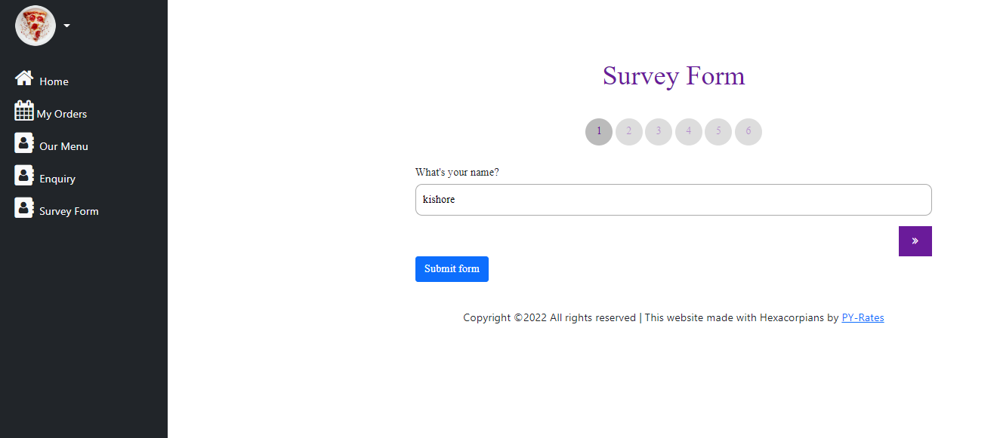 Home
My Orders
Our Menu
Enquiry
Survey Form
Survey Form
1 2 3 4 5 6
What's your name?
kishore
»
Submit form
Copyright ©2022 All rights reserved | This website made with Hexacorpians by PY-Rates